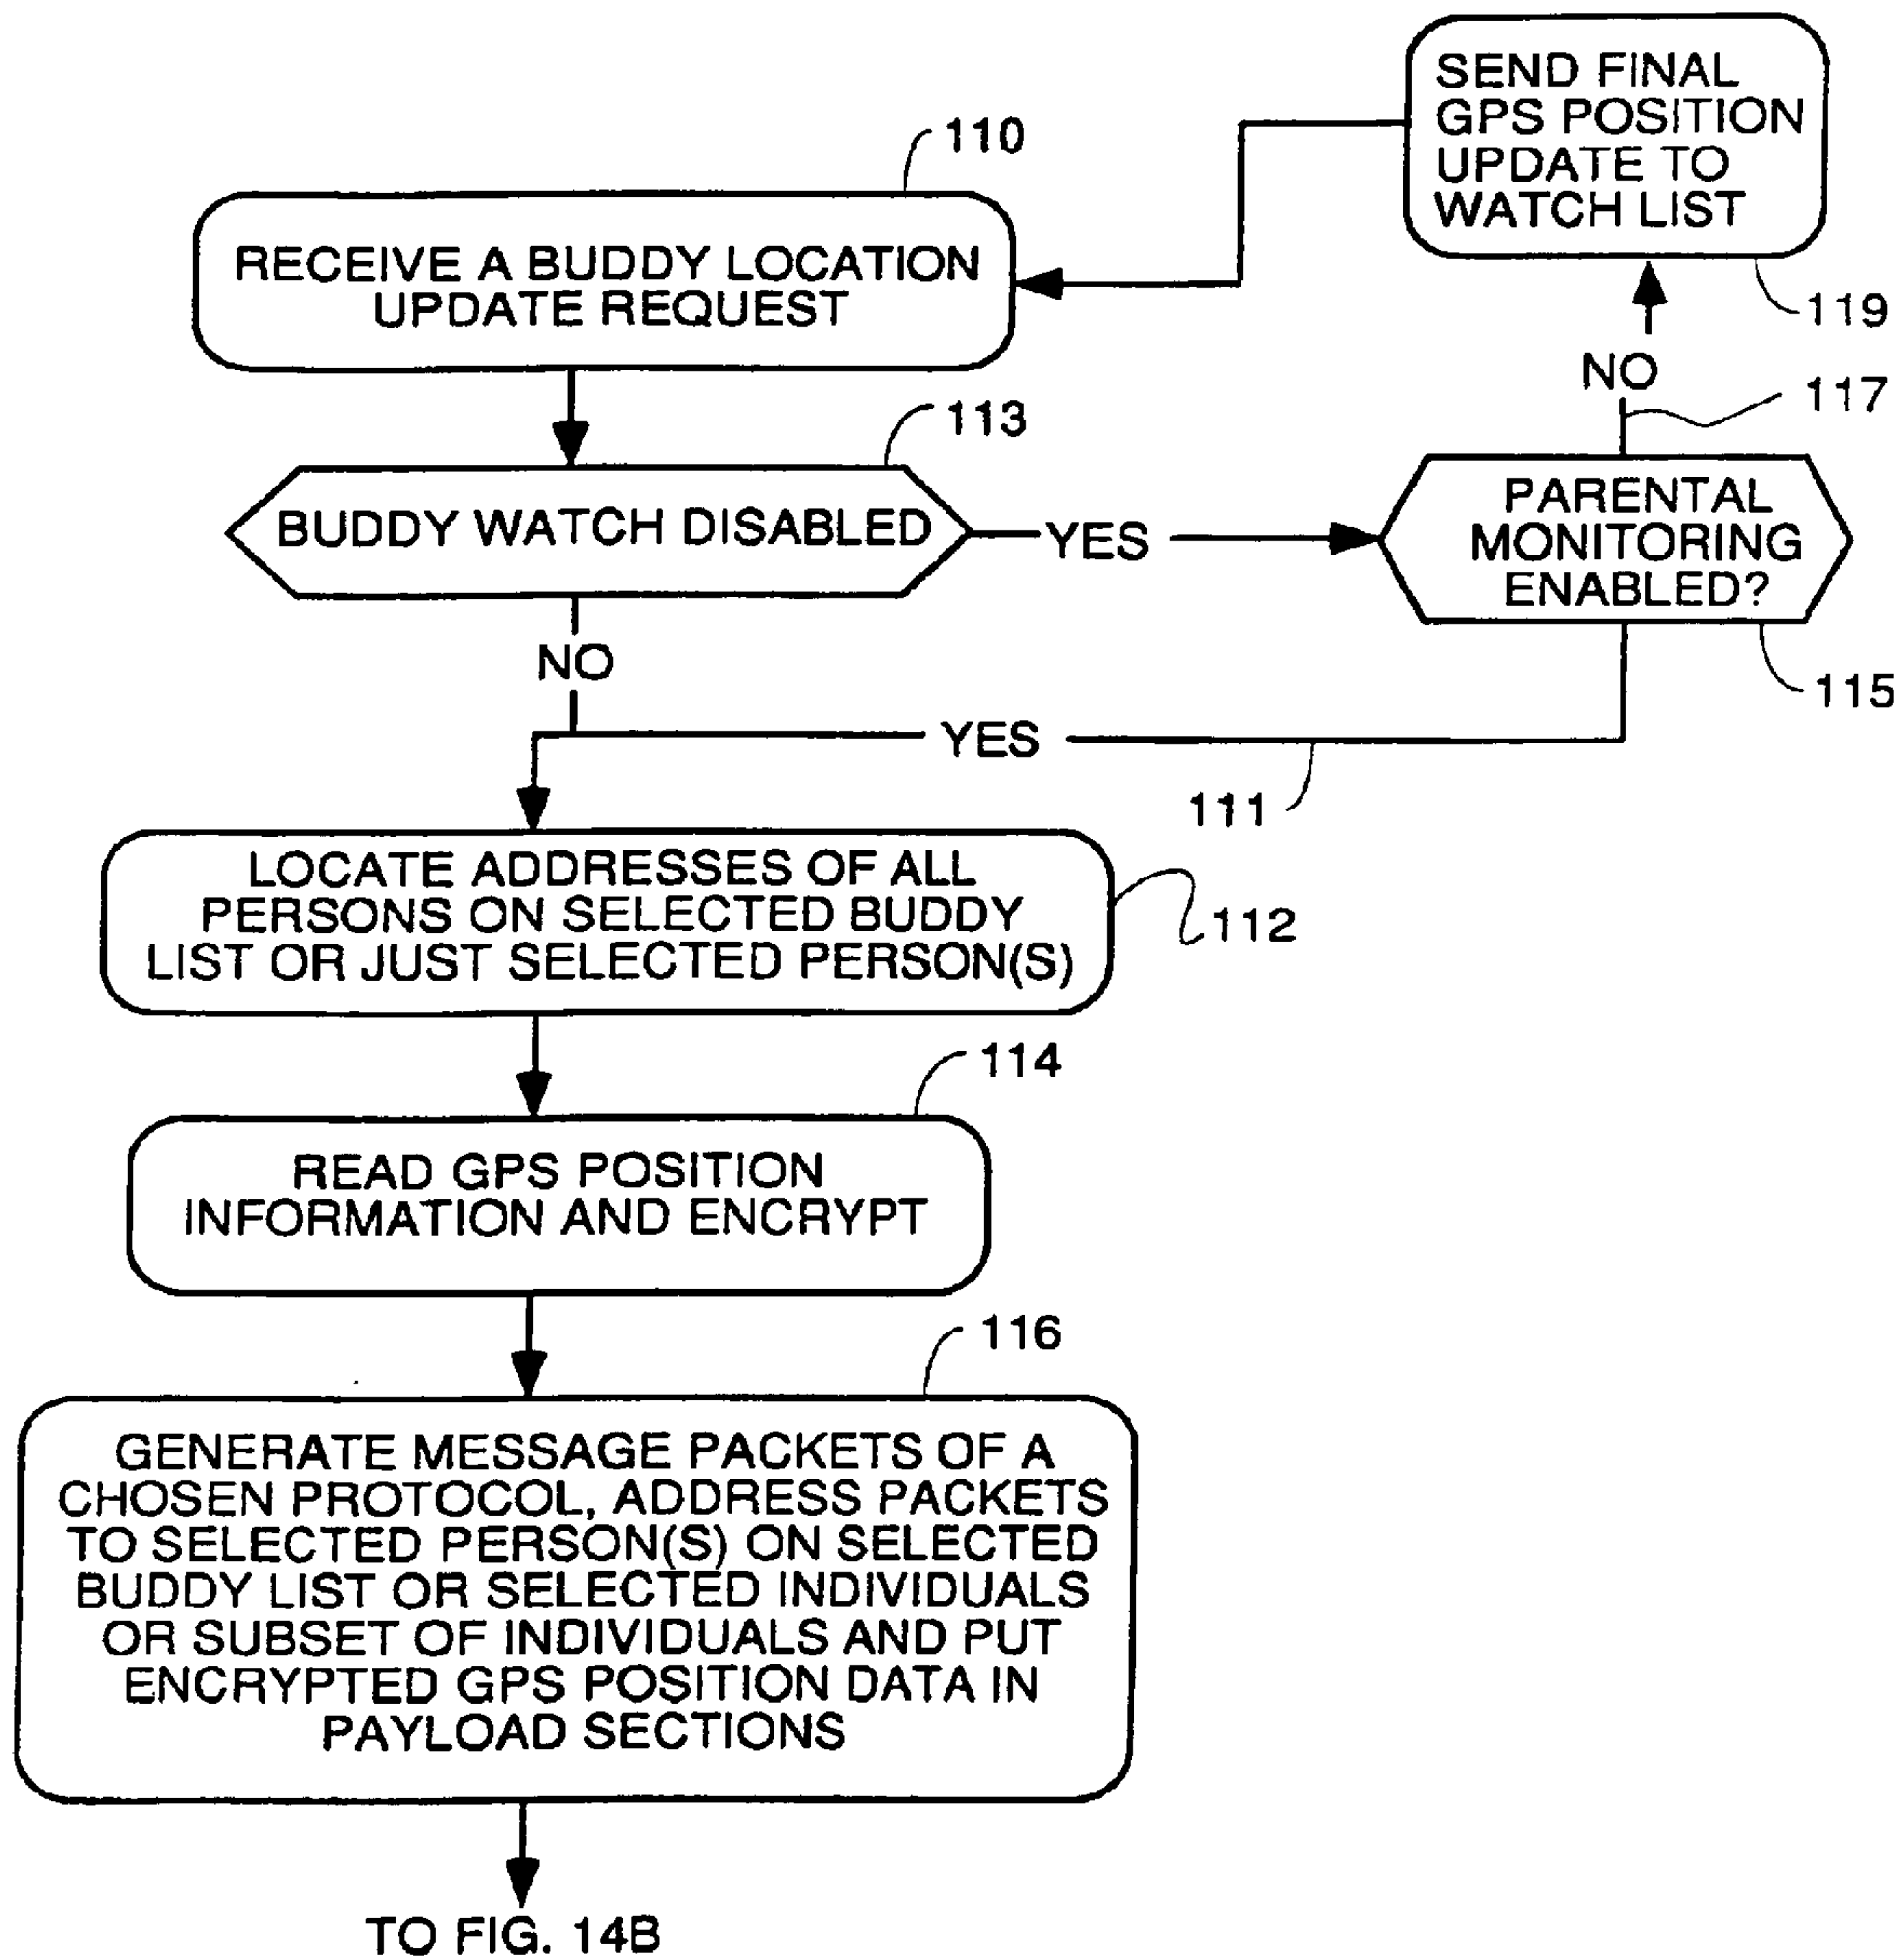 SEND FINAL
GPS POSITION
UPDATE TO
WATCH LIST
119
110
RECEIVE A BUDDY LOCATION
UPDATE REQUEST
NO
117
113
BUDDY WATCH DISABLED
YES
PARENTAL
MONITORING
ENABLED?
115
NO
YES
111
LOCATE ADDRESSES OF ALL
PERSONS ON SELECTED BUDDY
LIST OR JUST SELECTED PERSON(S)
112
114
READ GPS POSITION
INFORMATION AND ENCRYPT
116
GENERATE MESSAGE PACKETS OF A
CHOSEN PROTOCOL, ADDRESS PACKETS
TO SELECTED PERSON(S) ON SELECTED
BUDDY LIST OR SELECTED INDIVIDUALS
OR SUBSET OF INDIVIDUALS AND PUT
ENCRYPTED GPS POSITION DATA IN
PAYLOAD SECTIONS
TO FIG. 14B